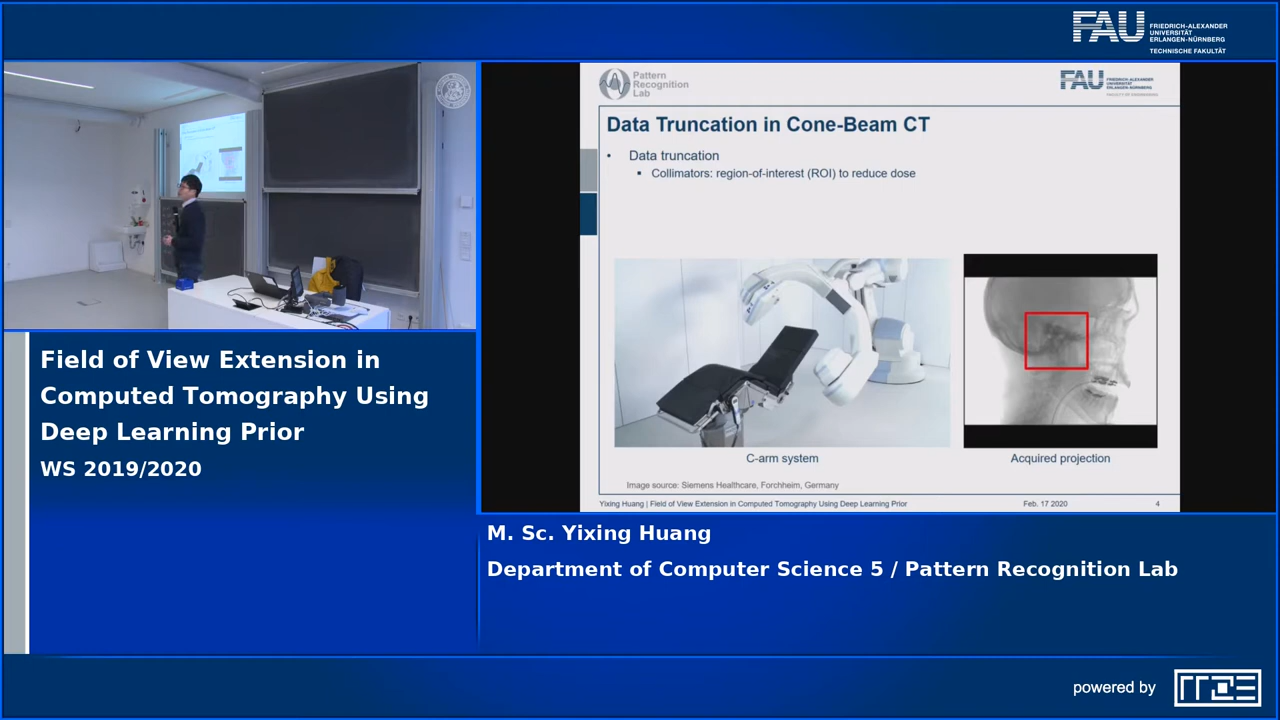 FAU
FRIEDRICH-ALEXANDER
UNIVERSITÄT
ERLANGEN-NÜRNBERG
TECHNISCHE FAKULTÄT
Pattern
Recognition
Lab
FAU
FRIEDRICH-ALEXANDER
UNIVERSITÄT
ERLANGEN-NÜRNBERG
FACULTY OF ENGINEERING
Data Truncation in Cone-Beam CT
• Data truncation
▪ Collimators: region-of-interest (ROI) to reduce dose
C-arm system
Acquired projection
Image source: Siemens Healthcare, Forchheim, Germany
Yixing Huang | Field of View Extension in Computed Tomography Using Deep Learning Prior
Feb. 17 2020
4
Field of View Extension in
Computed Tomography Using
Deep Learning Prior
WS 2019/2020
M. Sc. Yixing Huang
Department of Computer Science 5 / Pattern Recognition Lab
powered by
rrze